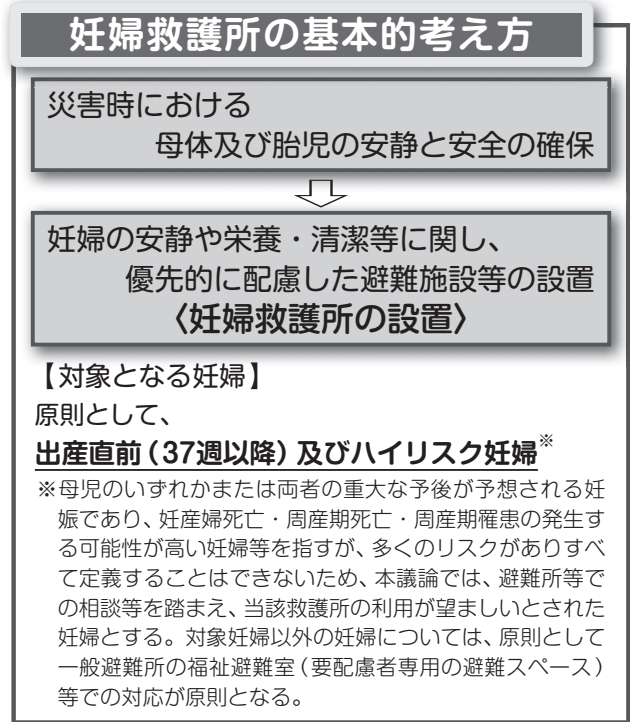 妊婦救護所の基本的考え方
災害時における
母体及び胎児の安静と安全の確保
妊婦の安静や栄養・清潔等に関し、
優先的に配慮した避難施設等の設置
〈妊婦救護所の設置〉
【対象となる妊婦】
原則として、
出産直前(37週以降)及びハイリスク妊婦※
※母児のいずれかまたは両者の重大な予後が予想される妊
娠であり、妊産婦死亡・周産期死亡・周産期罹患の発生す
る可能性が高い妊婦等を指すが、多くのリスクがありすべ
て定義することはできないため、本議論では、避難所等で
の相談等を踏まえ、当該救護所の利用が望ましいとされた
妊婦とする。対象妊婦以外の妊婦については、原則として
一般避難所の福祉避難室(要配慮者専用の避難スペース)
等での対応が原則となる。